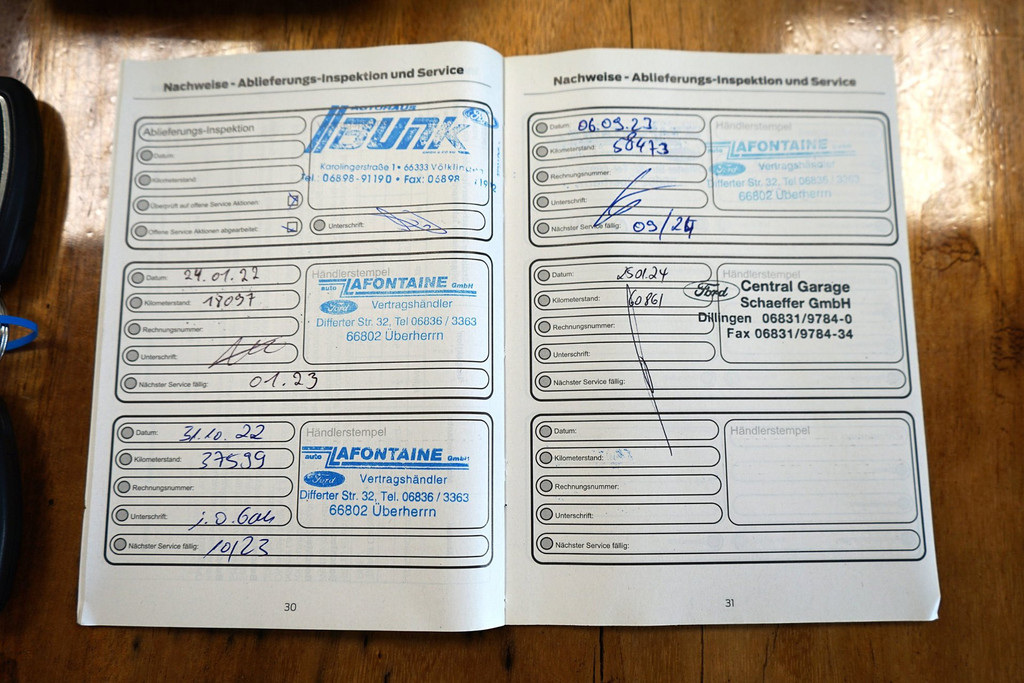 Nachweise - Ablieferungs-Inspektion und Service
Ablieferungs-Inspektion
Datum:
Kilometerstand:
Überprüft auf offene Service Aktionen:
Offene Service Aktionen abgearbeitet:
AUTOHAUS
BUNK
Karolingerstraße 1 • 66333 Völklingen
Tel.: 06898-91190 • Fax: 06898
Unterschrift:
Datum: 24.01.22
Kilometerstand: 18097
Rechnungsnummer:
Unterschrift:
Nächster Service fällig: 01.23
Händlerstempel
auto LAFONTAINE GmbH
Ford Vertragshändler
Differter Str. 32, Tel 06836 / 3363
66802 Überherrn
Datum: 31.10.22
Kilometerstand: 37599
Rechnungsnummer:
Unterschrift:
Nächster Service fällig: 10/23
Händlerstempel
auto LAFONTAINE GmbH
Ford Vertragshändler
Differter Str. 32, Tel. 06836 / 3363
66802 Überherrn
30
Nachweise - Ablieferungs-Inspektion und Service
Datum: 06.09.23
Kilometerstand: 58473
Rechnungsnummer:
Unterschrift:
Nächster Service fällig: 09/24
Händlerstempel
LAFONTAINE
Vertragshändler
Differter Str. 32, Tel 06836
66802 Überherrn
Datum: 25.01.24
Kilometerstand: 60861
Rechnungsnummer:
Unterschrift:
Nächster Service fällig:
Händlerstempel
Ford Central Garage
Schaeffer GmbH
Dillingen 06831/9784-0
Fax 06831/9784-34
Datum:
Kilometerstand:
Rechnungsnummer:
Unterschrift:
Nächster Service fällig:
Händlerstempel
31